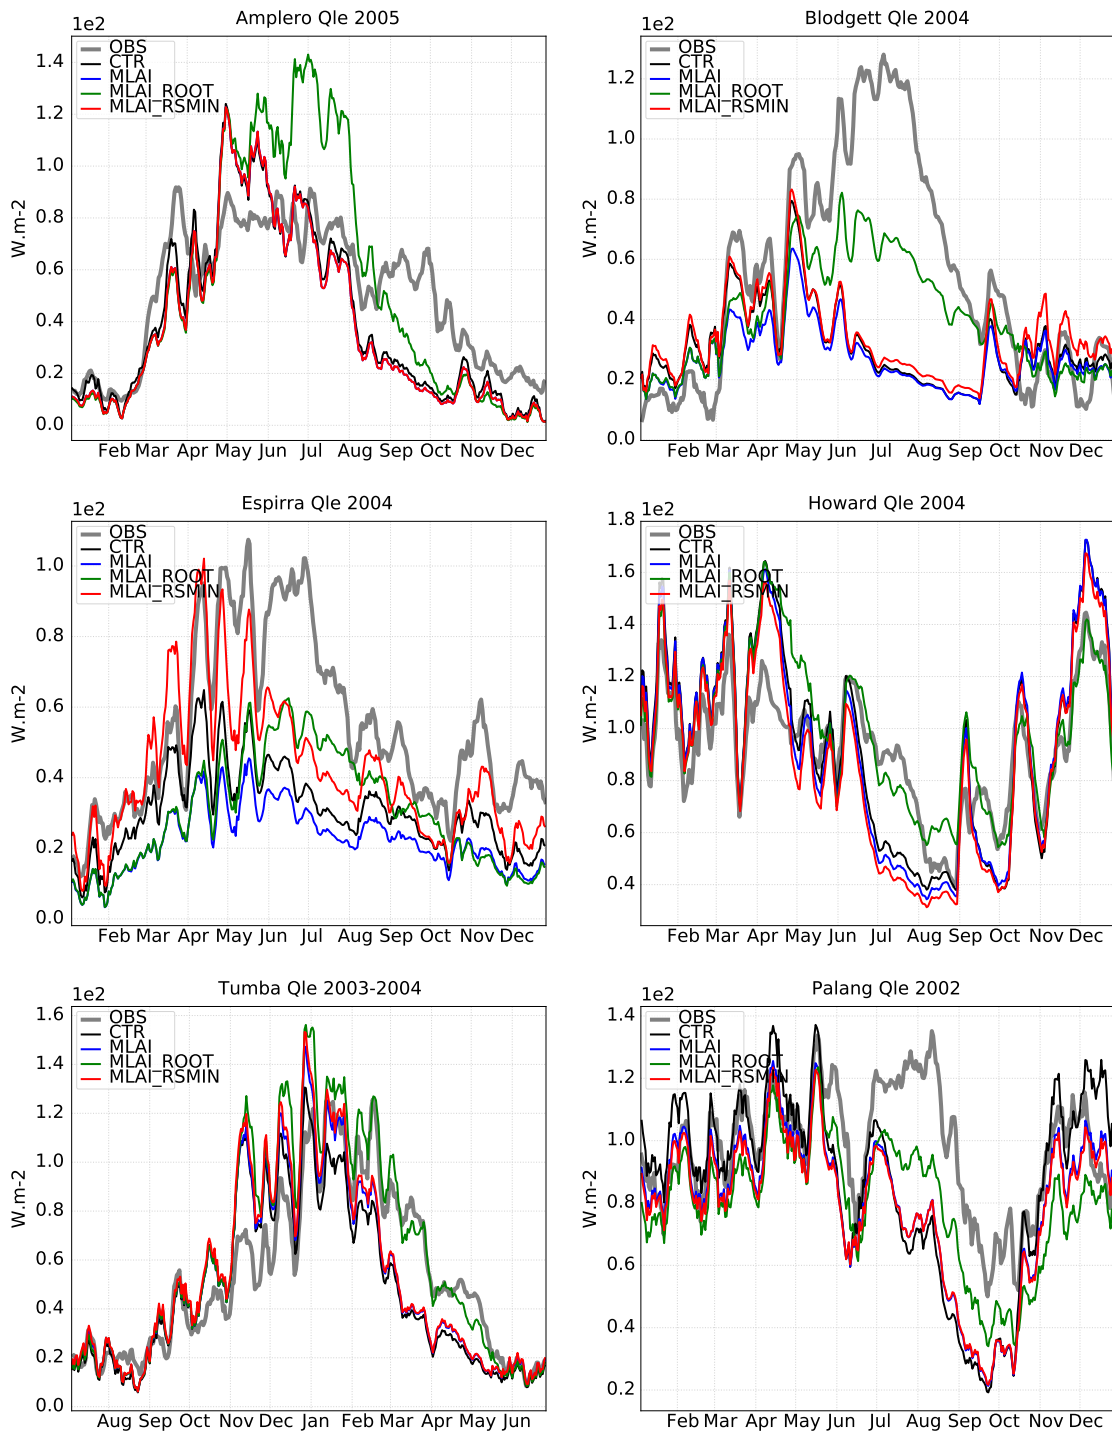 Amplero Qle 2005
1e2
W.m-2
1.4
1.2
1.0
0.8
0.6
0.4
0.2
0.0
OBS
CTR
MLAI
MLAI_ROOT
MLAI_RSMIN
Feb Mar Apr May Jun Jul Aug Sep Oct Nov Dec
Blodgett Qle 2004
1e2
W.m-2
1.2
1.0
0.8
0.6
0.4
0.2
0.0
OBS
CTR
MLAI
MLAI_ROOT
MLAI_RSMIN
Feb Mar Apr May Jun Jul Aug Sep Oct Nov Dec
Espirra Qle 2004
1e2
W.m-2
1.0
0.8
0.6
0.4
0.2
0.0
OBS
CTR
MLAI
MLAI_ROOT
MLAI_RSMIN
Feb Mar Apr May Jun Jul Aug Sep Oct Nov Dec
Howard Qle 2004
1e2
W.m-2
1.8
1.6
1.4
1.2
1.0
0.8
0.6
0.4
OBS
CTR
MLAI
MLAI_ROOT
MLAI_RSMIN
Feb Mar Apr May Jun Jul Aug Sep Oct Nov Dec
Tumba Qle 2003-2004
1e2
W.m-2
1.6
1.4
1.2
1.0
0.8
0.6
0.4
0.2
0.0
OBS
CTR
MLAI
MLAI_ROOT
MLAI_RSMIN
Aug Sep Oct Nov Dec Jan Feb Mar Apr May Jun
Palang Qle 2002
1e2
W.m-2
1.4
1.2
1.0
0.8
0.6
0.4
0.2
OBS
CTR
MLAI
MLAI_ROOT
MLAI_RSMIN
Feb Mar Apr May Jun Jul Aug Sep Oct Nov Dec